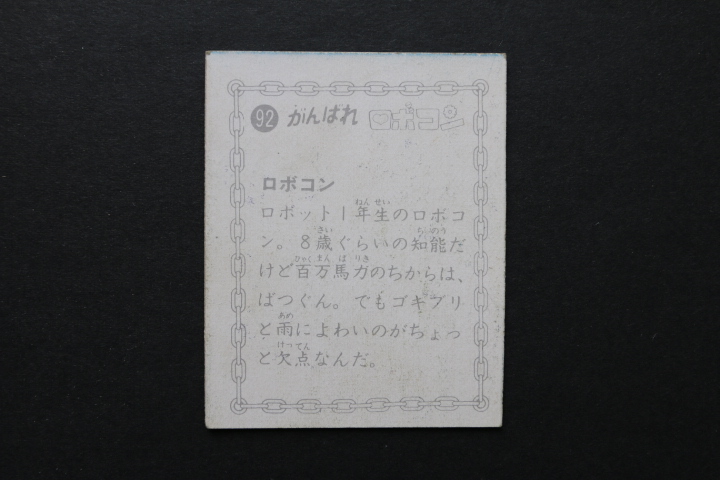 92 がんばれ ロボコン
ロボコン
ロボット1年生のロボコ
ン。8歳ぐらいの知能だ
けど百万馬力のちからは、
ばつぐん。でもゴキブリ
と雨によわいのがちょっ
と欠点なんだ。